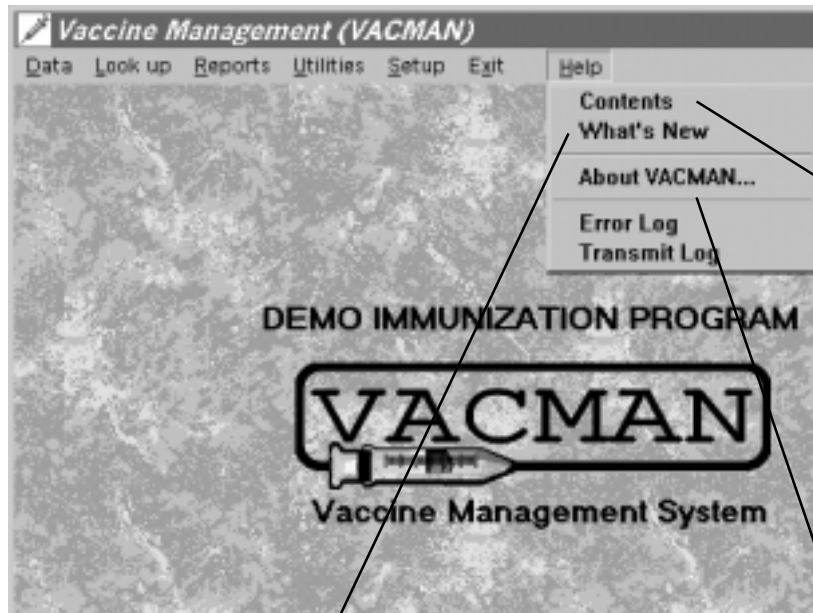 Vaccine Management (VACMAN)
Data Look up Reports Utilities Setup Exit Help
Contents
What's New
About VACMAN...
Error Log
Transmit Log
DEMO IMMUNIZATION PROGRAM
VACMAN
Vaccine Management System